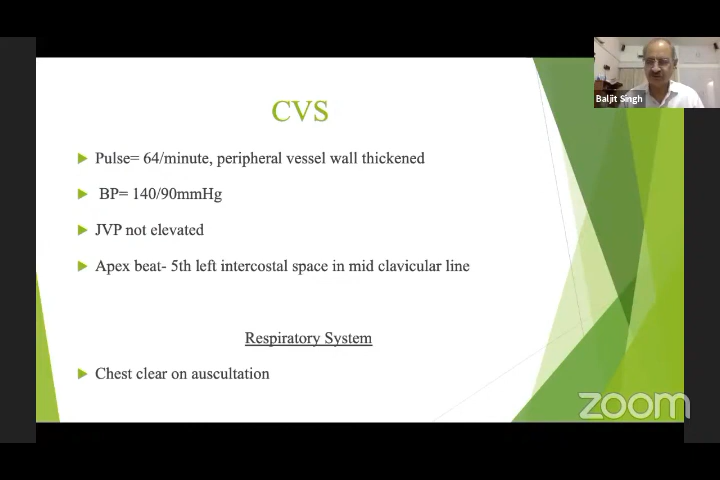 Baljit Singh
CVS
Pulse= 64/minute, peripheral vessel wall thickened
BP= 140/90mmHg
JVP not elevated
Apex beat- 5th left intercostal space in mid clavicular line
Respiratory System
Chest clear on auscultation
zoom